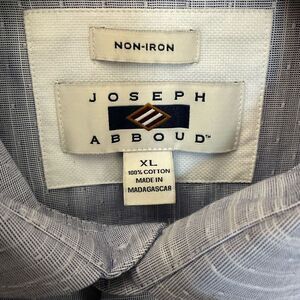 NON-IRON
JOSEPH
ABBOUD™
XL
100% COTTON
MADE IN
MADAGASCAR